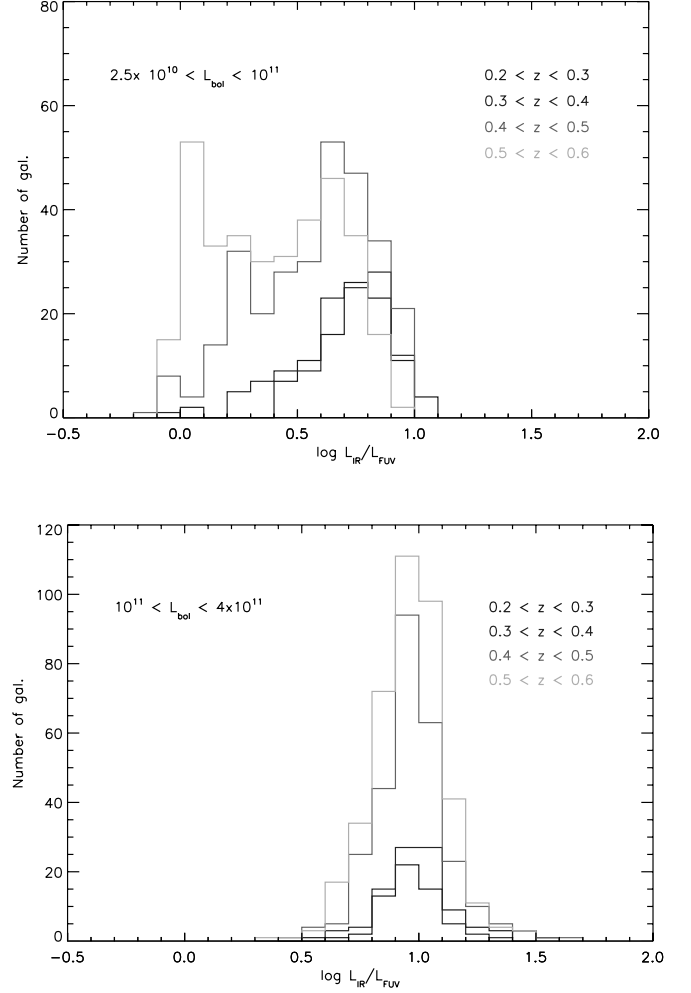 80
60
40
20
0
Number of gal.
2.5x 10^10 < L_bol < 10^11
0.2 < z < 0.3
0.3 < z < 0.4
0.4 < z < 0.5
0.5 < z < 0.6
−0.5 0.0 0.5 1.0 1.5 2.0
log L_IR/L_FUV
120
100
80
60
40
20
0
Number of gal.
10^11 < L_bol < 4x10^11
0.2 < z < 0.3
0.3 < z < 0.4
0.4 < z < 0.5
0.5 < z < 0.6
−0.5 0.0 0.5 1.0 1.5 2.0
log L_IR/L_FUV